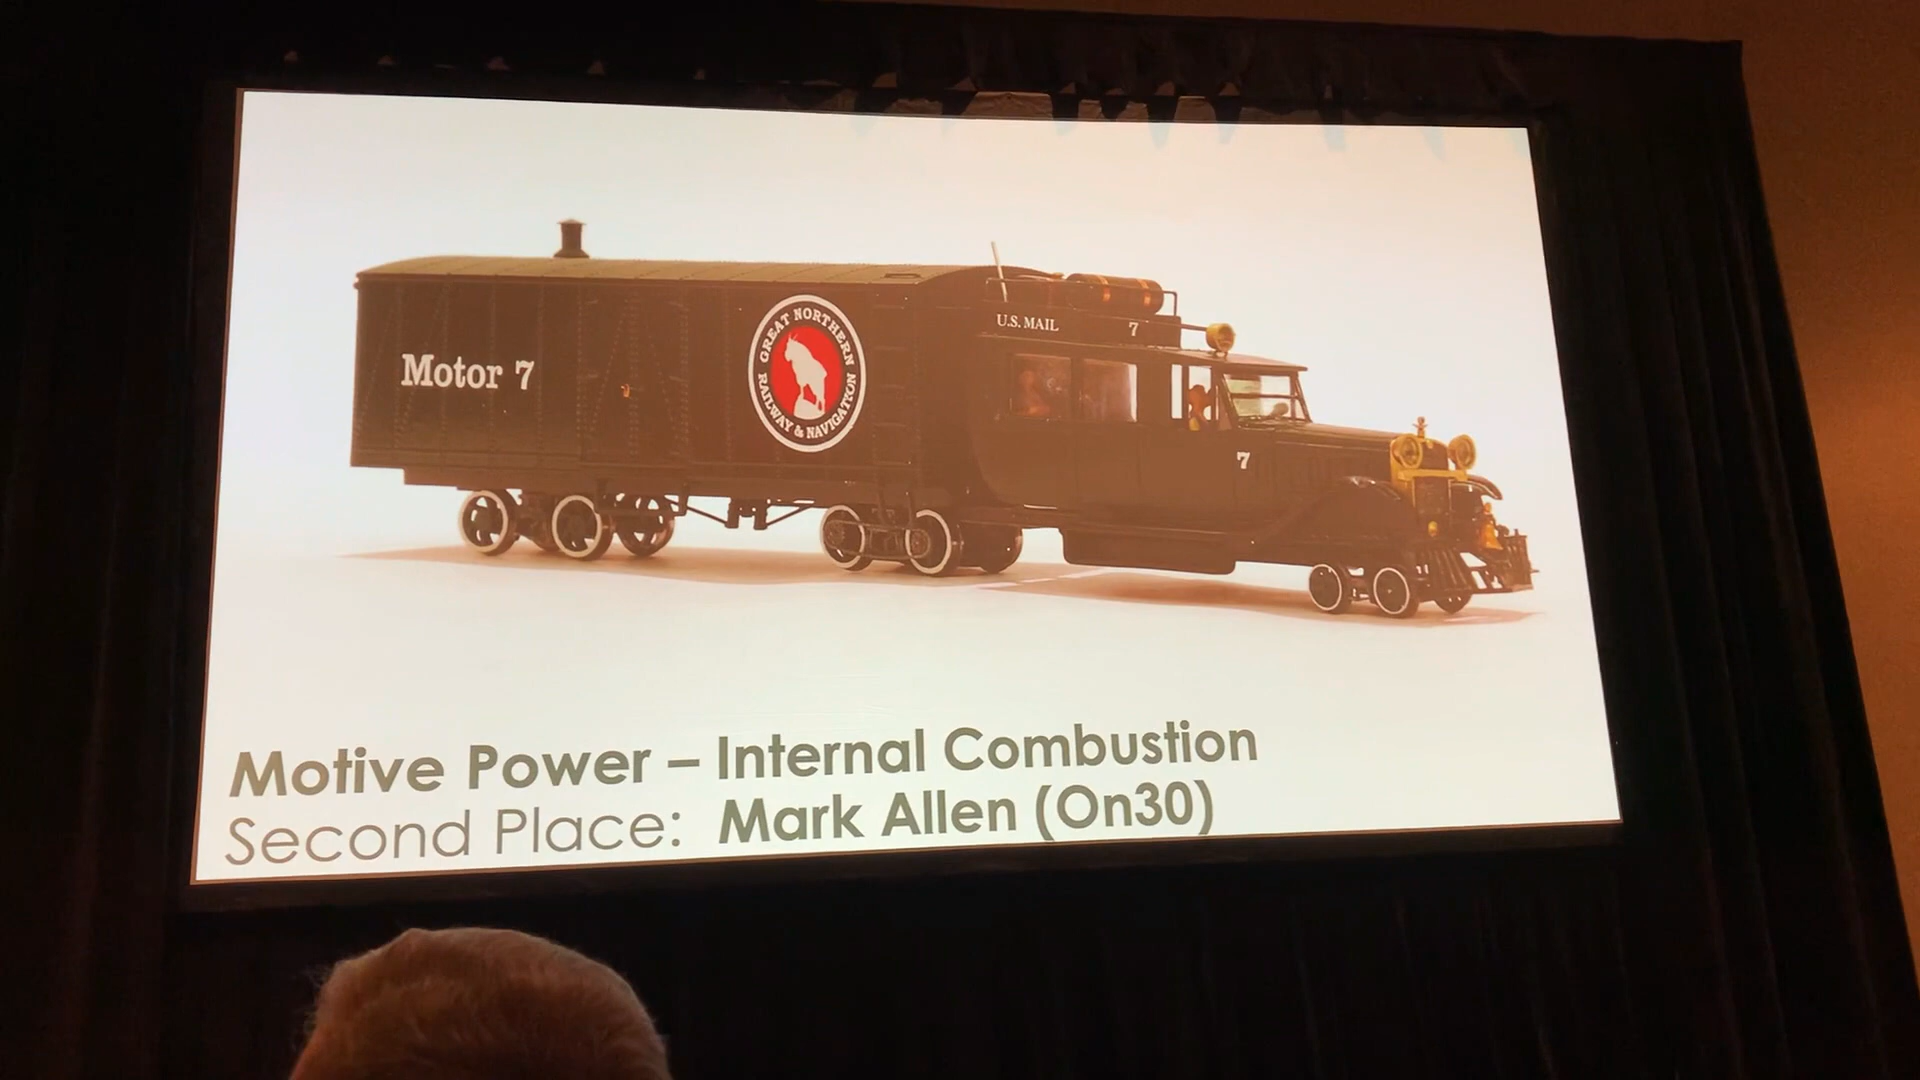 U.S. MAIL 7
Motor 7
GREAT NORTHERN
RAILWAY & NAVIGATION
7
Motive Power – Internal Combustion
Second Place: Mark Allen (On30)